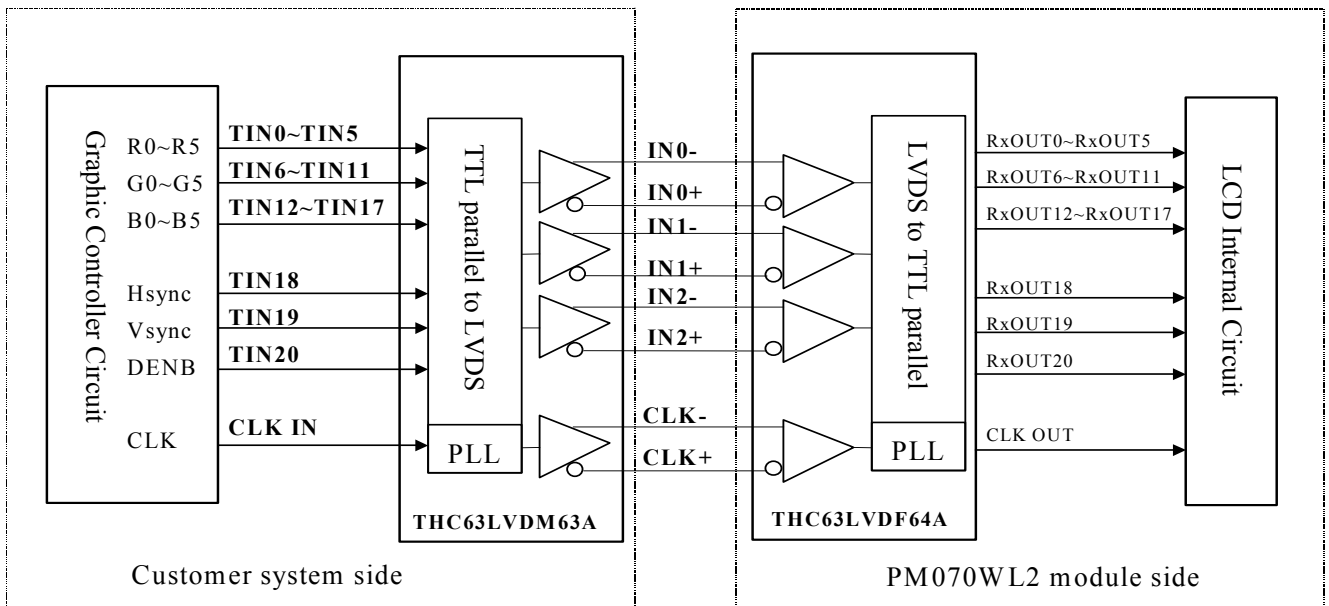 Graphic Controller Circuit
R0~R5
G0~G5
B0~B5
Hsync
Vsync
DENB
CLK
TIN0~TIN5
TIN6~TIN11
TIN12~TIN17
TIN18
TIN19
TIN20
CLK IN
TTL parallel to LVDS
PLL
THC63LVDM63A
Customer system side
IN0-
IN0+
IN1-
IN1+
IN2-
IN2+
CLK-
CLK+
LVDS to TTL parallel
PLL
THC63LVDF64A
RxOUT0~RxOUT5
RxOUT6~RxOUT11
RxOUT12~RxOUT17
RxOUT18
RxOUT19
RxOUT20
CLK OUT
LCD Internal Circuit
PM070WL2 module side